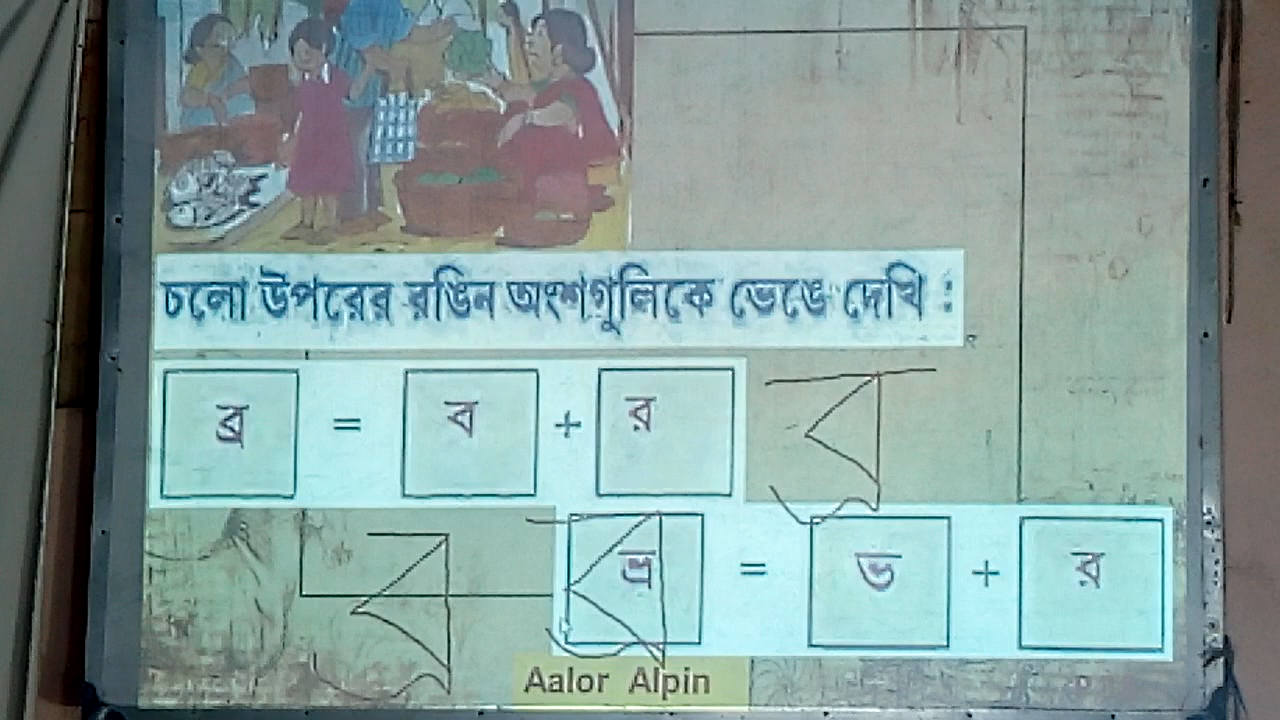 চলো উপরের রঙিন অংশগুলিকে ভেঙে দেখি :
ব্র = ব + র
ভ্র = ভ + র
Aalor Alpin